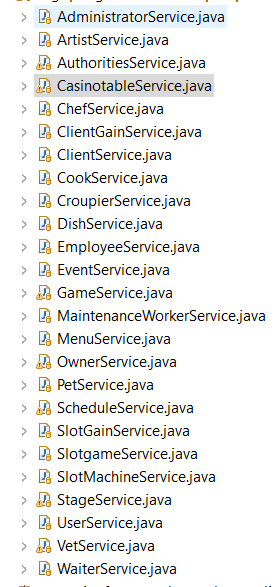 AdministratorService.java
ArtistService.java
AuthoritiesService.java
CasinotableService.java
ChefService.java
ClientGainService.java
ClientService.java
CookService.java
CroupierService.java
DishService.java
EmployeeService.java
EventService.java
GameService.java
MaintenanceWorkerService.java
MenuService.java
OwnerService.java
PetService.java
ScheduleService.java
SlotGainService.java
SlotgameService.java
SlotMachineService.java
StageService.java
UserService.java
VetService.java
WaiterService.java